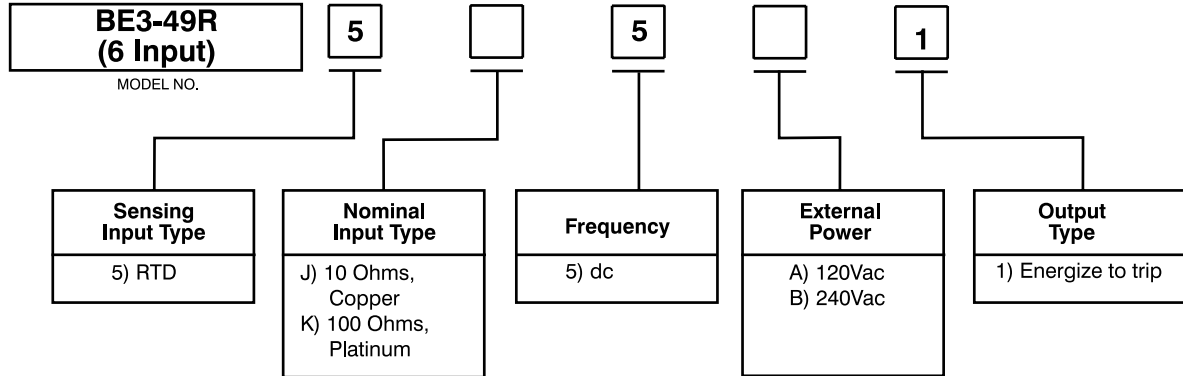 BE3-49R
(6 Input)
5
5
1
MODEL NO.
Sensing
Input Type
5) RTD
Nominal
Input Type
J) 10 Ohms,
Copper
K) 100 Ohms,
Platinum
Frequency
5) dc
External
Power
A) 120Vac
B) 240Vac
Output
Type
1) Energize to trip